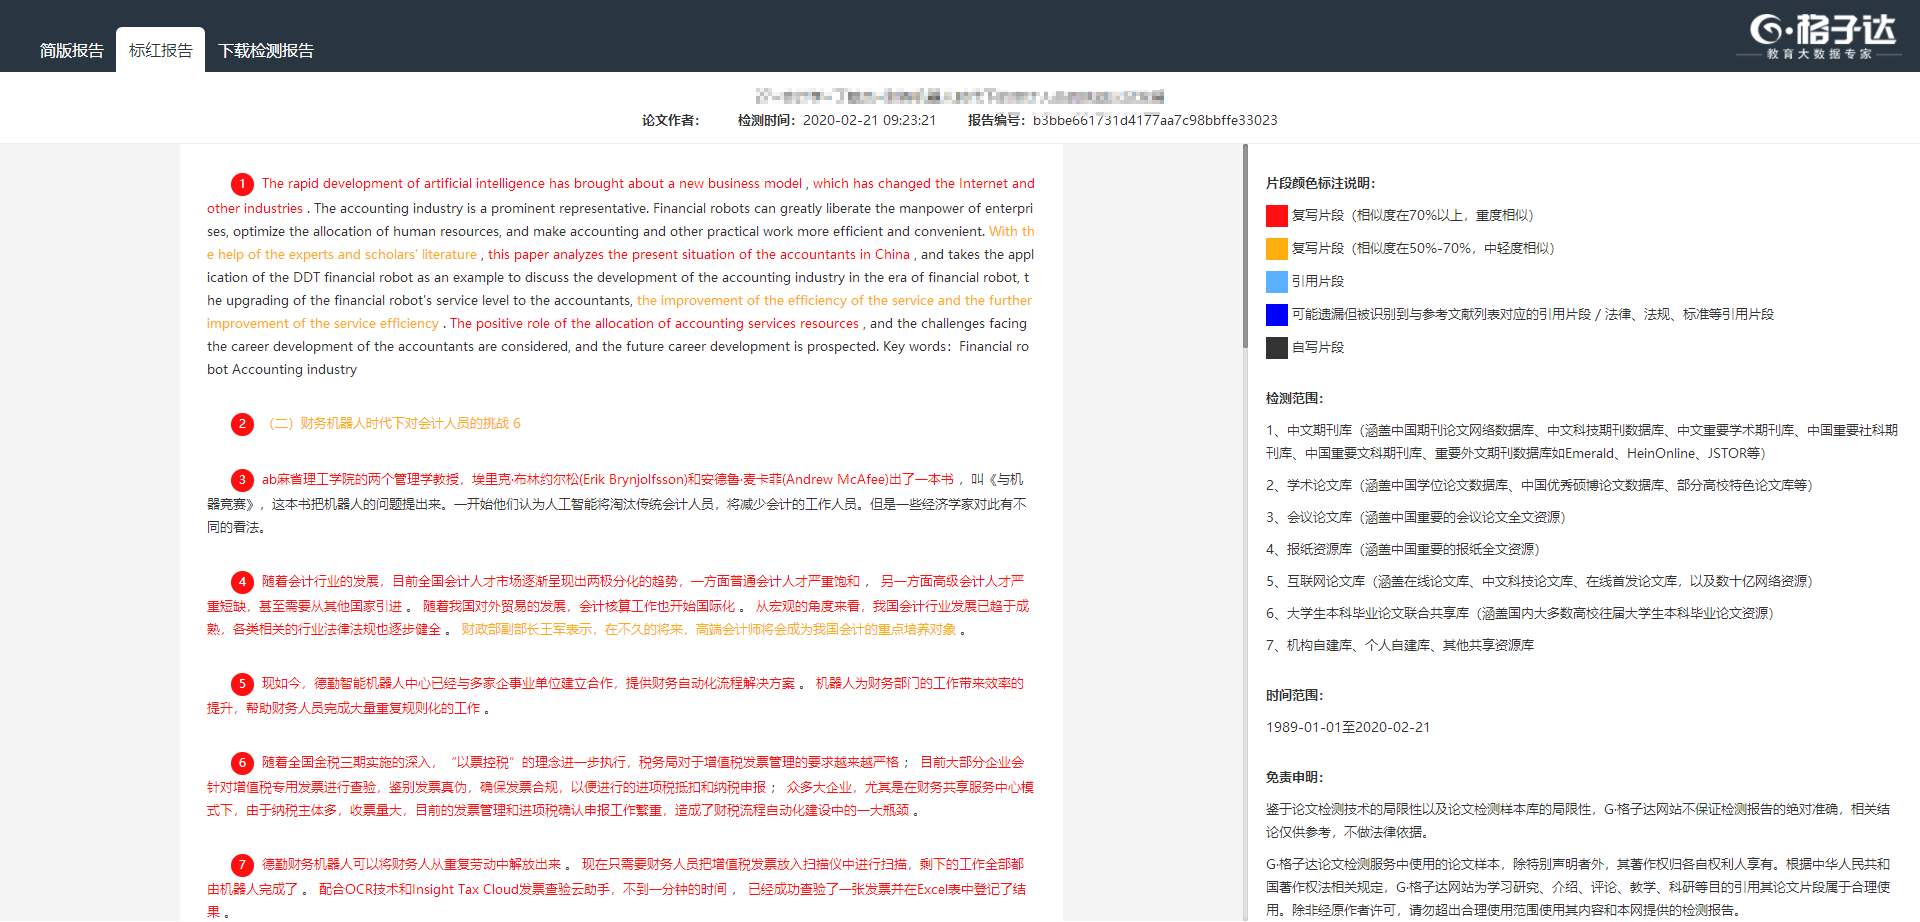 简版报告
标红报告
下载检测报告
G·格子达
教育大数据专家
论文作者： 检测时间：2020-02-21 09:23:21 报告编号：b3bbe661731d4177aa7c98bbffe33023
1 The rapid development of artificial intelligence has brought about a new business model , which has changed the Internet and
other industries . The accounting industry is a prominent representative. Financial robots can greatly liberate the manpower of enterpri
ses, optimize the allocation of human resources, and make accounting and other practical work more efficient and convenient. With th
e help of the experts and scholars' literature , this paper analyzes the present situation of the accountants in China , and takes the appl
ication of the DDT financial robot as an example to discuss the development of the accounting industry in the era of financial robot, t
he upgrading of the financial robot's service level to the accountants, the improvement of the efficiency of the service and the further
improvement of the service efficiency . The positive role of the allocation of accounting services resources , and the challenges facing
the career development of the accountants are considered, and the future career development is prospected. Key words：Financial ro
bot Accounting industry
2 （二）财务机器人时代下对会计人员的挑战 6
3 ab麻省理工学院的两个管理学教授，埃里克·布林约尔松(Erik Brynjolfsson)和安德鲁·麦卡菲(Andrew McAfee)出了一本书 ，叫《与机
器竞赛》，这本书把机器人的问题提出来。一开始他们认为人工智能将淘汰传统会计人员，将减少会计的工作人员。但是一些经济学家对此有不
同的看法。
4 随着会计行业的发展，目前全国会计人才市场逐渐呈现出两极分化的趋势，一方面普通会计人才严重饱和 ， 另一方面高级会计人才严
重短缺，甚至需要从其他国家引进 。 随着我国对外贸易的发展，会计核算工作也开始国际化 。 从宏观的角度来看，我国会计行业发展已趋于成
熟，各类相关的行业法律法规也逐步健全 。 财政部副部长王军表示，在不久的将来，高端会计师将会成为我国会计的重点培养对象 。
5 现如今，德勤智能机器人中心已经与多家企事业单位建立合作，提供财务自动化流程解决方案 。 机器人为财务部门的工作带来效率的
提升，帮助财务人员完成大量重复规则化的工作 。
6 随着全国金税三期实施的深入，“以票控税”的理念进一步执行，税务局对于增值税发票管理的要求越来越严格 ； 目前大部分企业会
针对增值税专用发票进行查验，鉴别发票真伪，确保发票合规，以便进行的进项税抵扣和纳税申报 ； 众多大企业，尤其是在财务共享服务中心模
式下，由于纳税主体多，收票量大，目前的发票管理和进项税确认申报工作繁重，造成了财税流程自动化建设中的一大瓶颈 。
7 德勤财务机器人可以将财务人从重复劳动中解放出来 。 现在只需要财务人员把增值税发票放入扫描仪中进行扫描，剩下的工作全部都
由机器人完成了 。 配合OCR技术和Insight Tax Cloud发票查验云助手，不到一分钟的时间 ， 已经成功查验了一张发票并在Excel表中登记了结
果 。
片段颜色标注说明：
复写片段（相似度在70%以上，重度相似）
复写片段（相似度在50%-70%，中轻度相似）
引用片段
可能遗漏但被识别到与参考文献列表对应的引用片段 / 法律、法规、标准等引用片段
自写片段
检测范围：
1、中文期刊库（涵盖中国期刊论文网络数据库、中文科技期刊数据库、中文重要学术期刊库、中国重要社科期
刊库、中国重要文科期刊库、重要外文期刊数据库如Emerald、HeinOnline、JSTOR等）
2、学术论文库（涵盖中国学位论文数据库、中国优秀硕博论文数据库、部分高校特色论文库等）
3、会议论文库（涵盖中国重要的会议论文全文资源）
4、报纸资源库（涵盖中国重要的报纸全文资源）
5、互联网论文库（涵盖在线论文库、中文科技论文库、在线首发论文库，以及数十亿网络资源）
6、大学生本科毕业论文联合共享库（涵盖国内大多数高校往届大学生本科毕业论文资源）
7、机构自建库、个人自建库、其他共享资源库
时间范围：
1989-01-01至2020-02-21
免责申明：
鉴于论文检测技术的局限性以及论文检测样本库的局限性，G·格子达网站不保证检测报告的绝对准确，相关结
论仅供参考，不做法律依据。
G·格子达论文检测服务中使用的论文样本，除特别声明者外，其著作权归各自权利人享有。根据中华人民共和
国著作权法相关规定，G·格子达网站为学习研究、介绍、评论、教学、科研等目的引用其论文片段属于合理使
用。除非经原作者许可，请勿超出合理使用范围使用其内容和本网提供的检测报告。